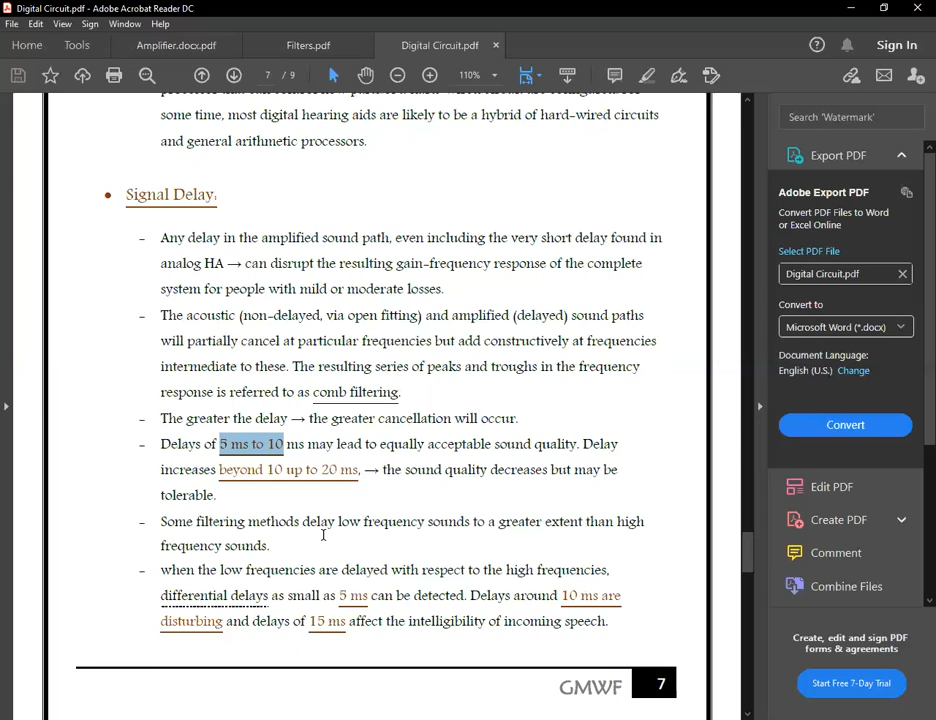 Digital Circuit.pdf - Adobe Acrobat Reader DC
File Edit View Sign Window Help
Home Tools Amplifier.docx.pdf Filters.pdf Digital Circuit.pdf × Sign In
7 / 9 110%
some time, most digital hearing aids are likely to be a hybrid of hard-wired circuits
and general arithmetic processors.
• Signal Delay:
- Any delay in the amplified sound path, even including the very short delay found in
analog HA → can disrupt the resulting gain-frequency response of the complete
system for people with mild or moderate losses.
- The acoustic (non-delayed, via open fitting) and amplified (delayed) sound paths
will partially cancel at particular frequencies but add constructively at frequencies
intermediate to these. The resulting series of peaks and troughs in the frequency
response is referred to as comb filtering.
- The greater the delay → the greater cancellation will occur.
- Delays of 5 ms to 10 ms may lead to equally acceptable sound quality. Delay
increases beyond 10 up to 20 ms, → the sound quality decreases but may be
tolerable.
- Some filtering methods delay low frequency sounds to a greater extent than high
frequency sounds.
- when the low frequencies are delayed with respect to the high frequencies,
differential delays as small as 5 ms can be detected. Delays around 10 ms are
disturbing and delays of 15 ms affect the intelligibility of incoming speech.
GMWF 7
Search 'Watermark'
Export PDF
Adobe Export PDF
Convert PDF Files to Word
or Excel Online
Select PDF File
Digital Circuit.pdf
Convert to
Microsoft Word (*.docx)
Document Language:
English (U.S.) Change
Convert
Edit PDF
Create PDF
Comment
Combine Files
Create, edit and sign PDF
forms & agreements
Start Free 7-Day Trial